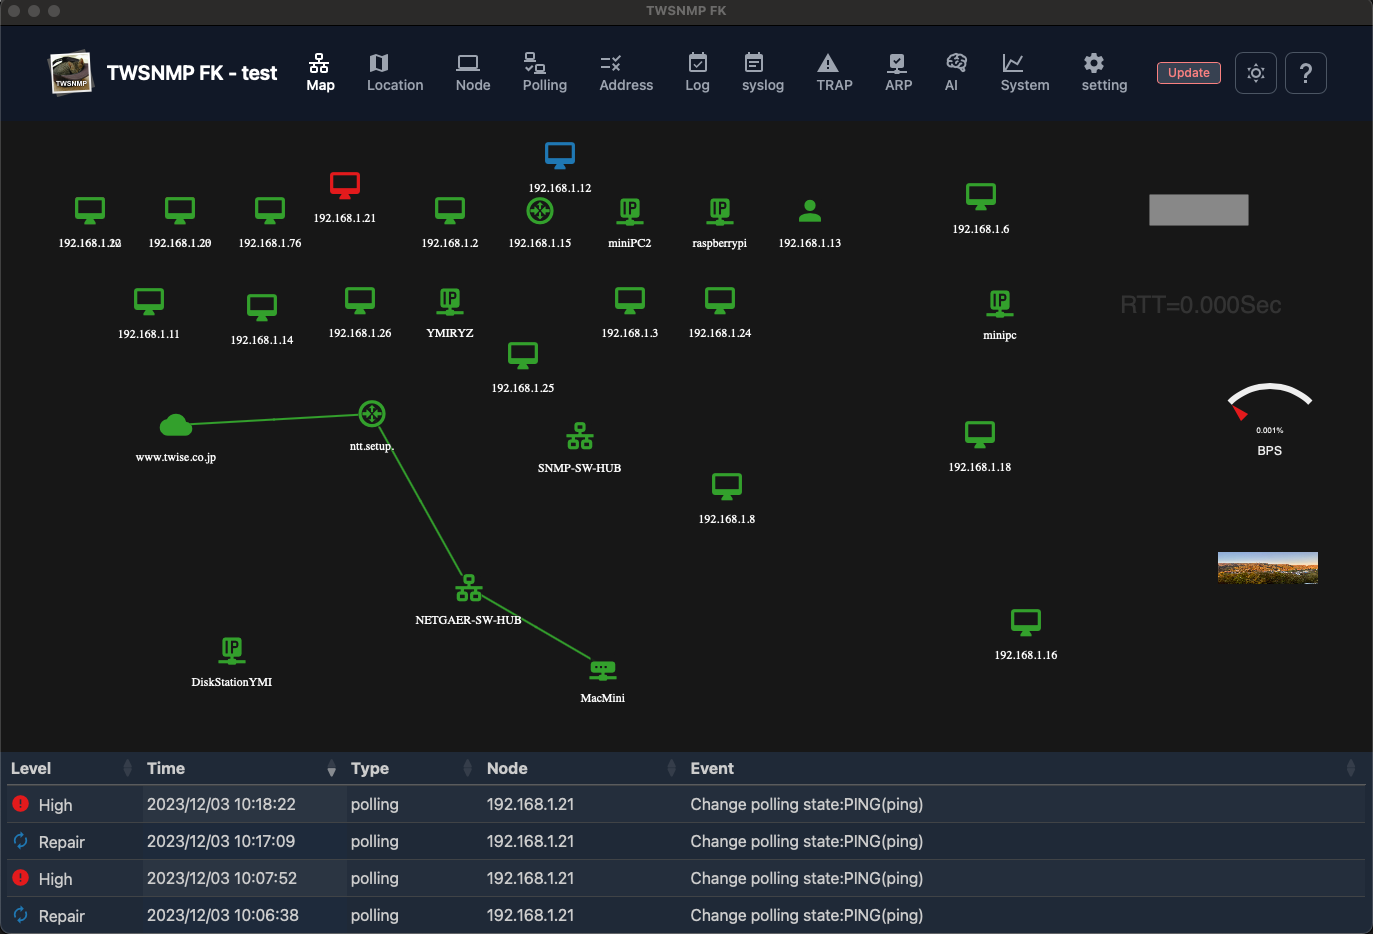 TWSNMP FK
TWSNMP
TWSNMP FK - test
Map
Location
Node
Polling
Address
Log
syslog
TRAP
ARP
AI
System
setting
Update
?
192.168.1.12
192.168.1.21
192.168.1.20
192.168.1.76
192.168.1.2
192.168.1.15
IP
miniPC2
IP
raspberrypi
192.168.1.13
192.168.1.6
192.168.1.11
192.168.1.14
192.168.1.26
IP
YMIRYZ
192.168.1.3
192.168.1.24
IP
minipc
RTT=0.000Sec
192.168.1.25
0.001%
BPS
www.twise.co.jp
ntt.setup.
SNMP-SW-HUB
192.168.1.18
192.168.1.8
NETGAER-SW-HUB
192.168.1.16
IP
DiskStationYMI
MacMini
Level Time Type Node Event
High 2023/12/03 10:18:22 polling 192.168.1.21 Change polling state:PING(ping)
Repair 2023/12/03 10:17:09 polling 192.168.1.21 Change polling state:PING(ping)
High 2023/12/03 10:07:52 polling 192.168.1.21 Change polling state:PING(ping)
Repair 2023/12/03 10:06:38 polling 192.168.1.21 Change polling state:PING(ping)